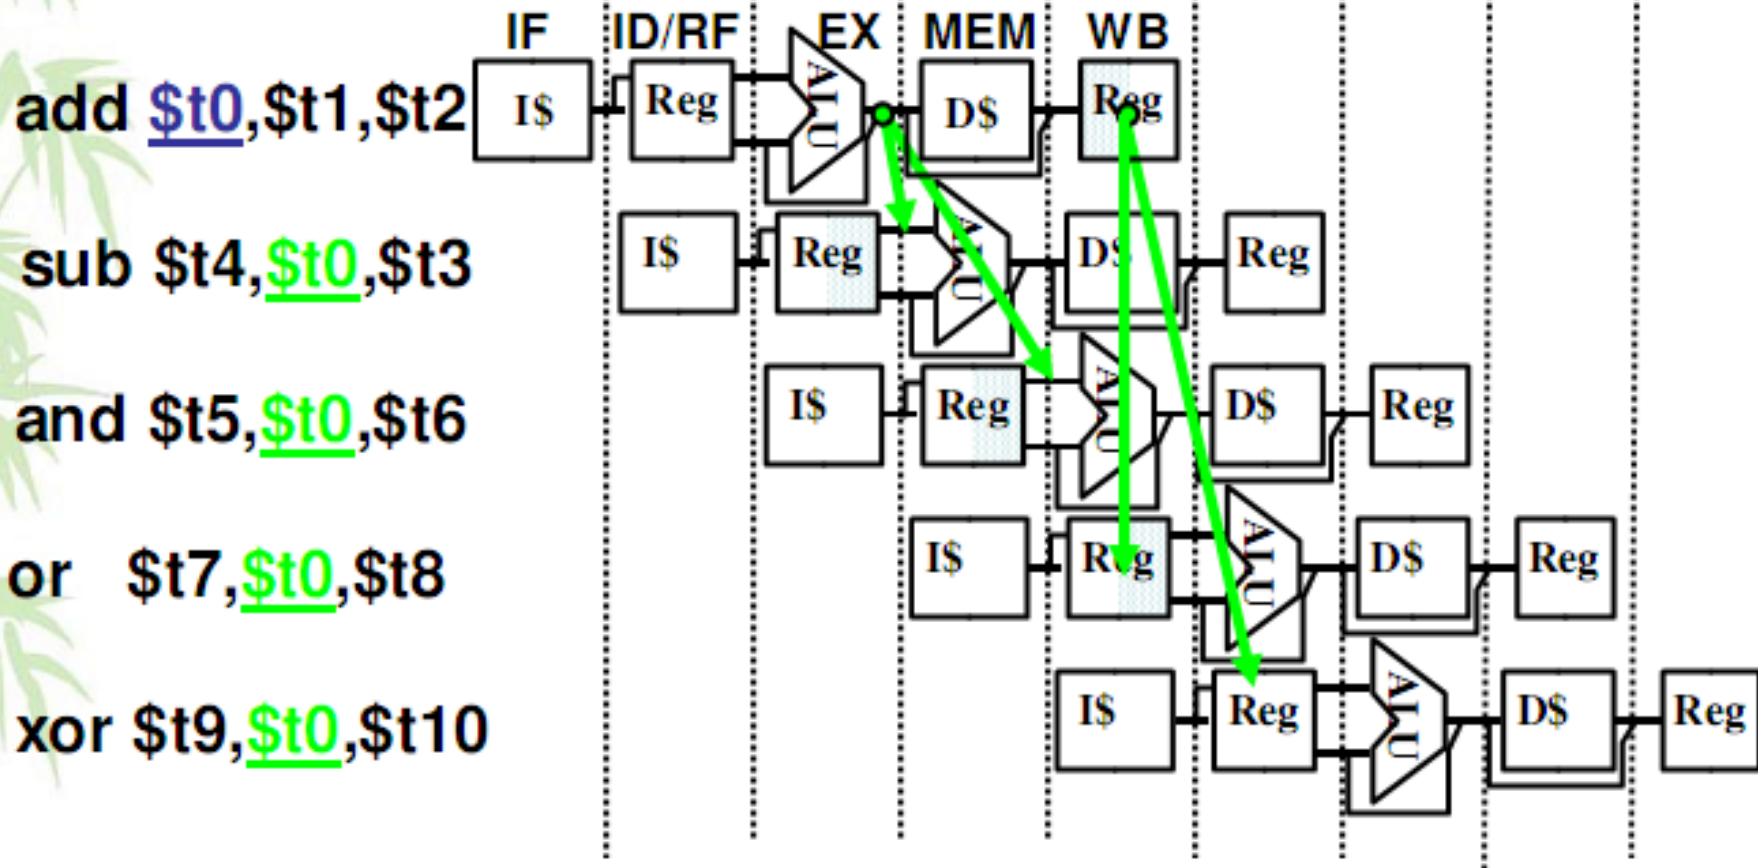 IF ID/RF EX MEM WB
add $t0,$t1,$t2 I$ Reg ALU D$ Reg
sub $t4,$t0,$t3 I$ Reg ALU D$ Reg
and $t5,$t0,$t6 I$ Reg ALU D$ Reg
or $t7,$t0,$t8 I$ Reg ALU D$ Reg
xor $t9,$t0,$t10 I$ Reg ALU D$ Reg